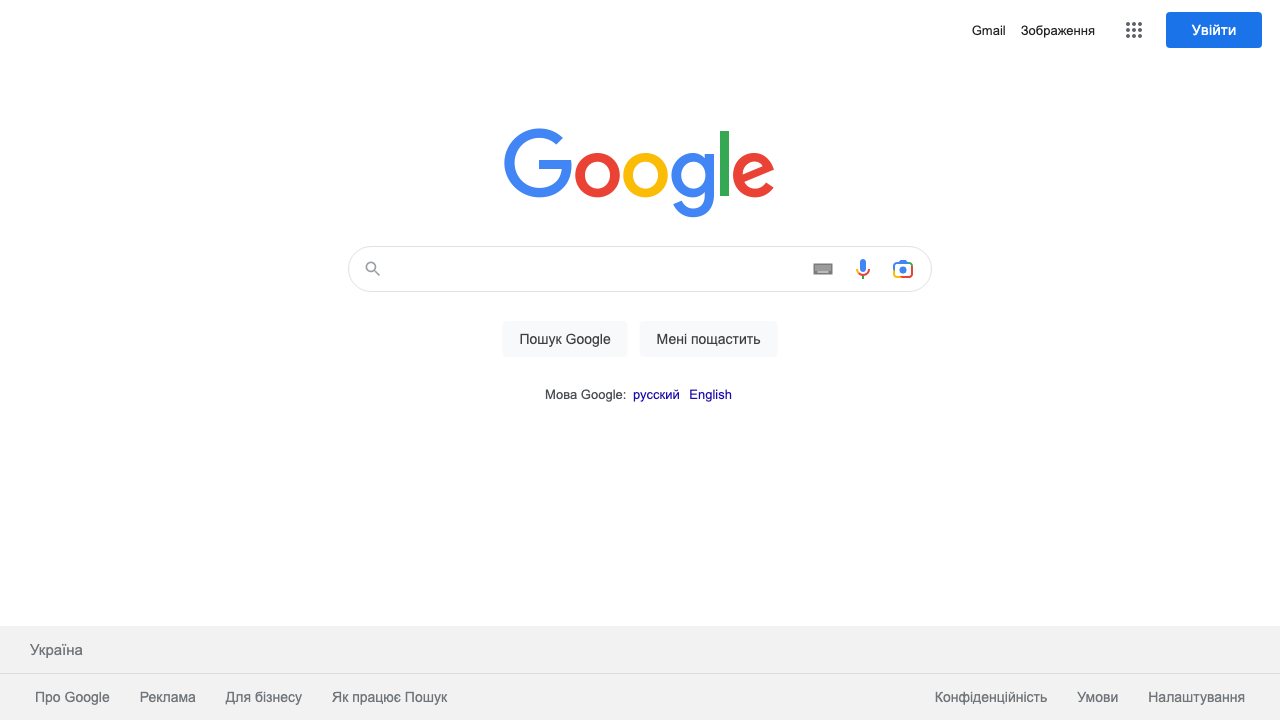 Gmail Зображення Увійти
Google
Пошук Google Мені пощастить
Мова Google: русский English
Україна
Про Google Реклама Для бізнесу Як працює Пошук Конфіденційність Умови Налаштування